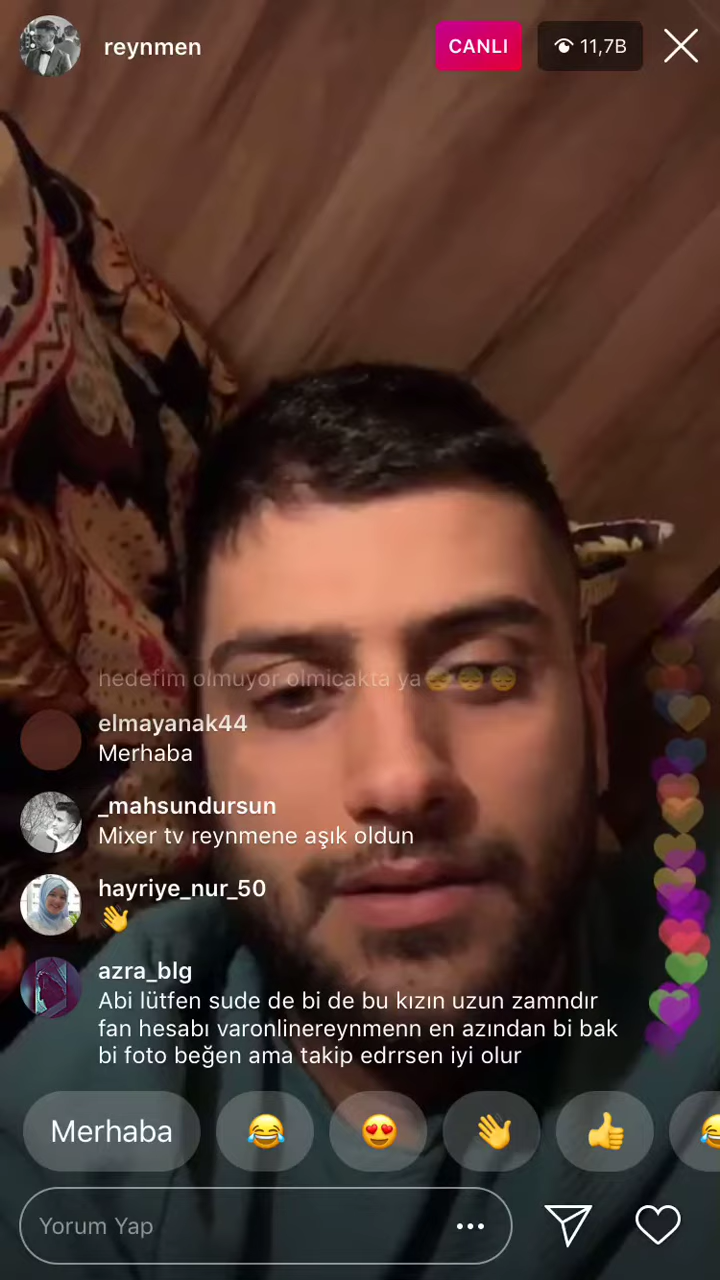 reynmen
CANLI
11,7B
hedefim olmuyor olmicakta ya😔😔😔
elmayanak44
Merhaba
_mahsundursun
Mixer tv reynmene aşık oldun
hayriye_nur_50
👋
azra_blg
Abi lütfen sude de bi de bu kızın uzun zamndır
fan hesabı varonlinereynmenn en azından bi bak
bi foto beğen ama takip edrrsen iyi olur
Merhaba 😂 😍 👋 👍 😂
Yorum Yap